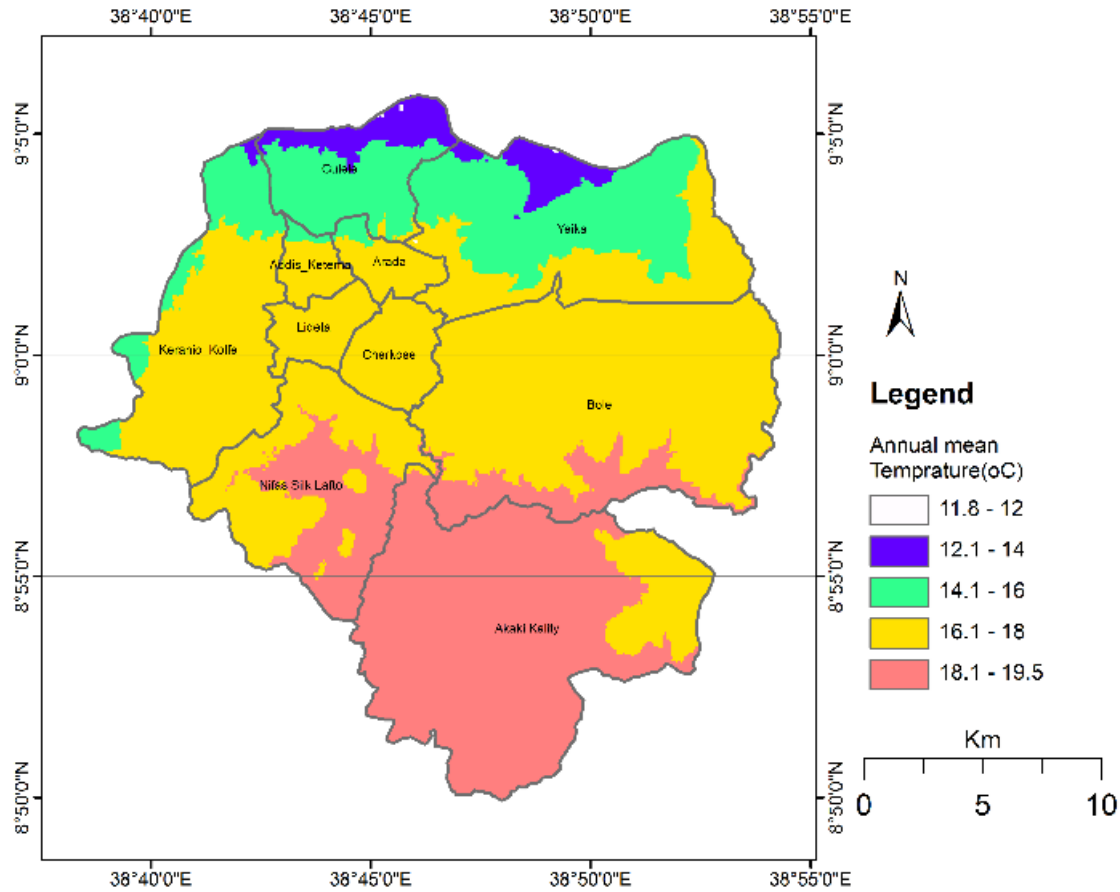 38°40'0"E 38°45'0"E 38°50'0"E 38°55'0"E
9°5'0"N 9°5'0"N
Gulele
Yeika
Addis_Ketema Arada
Lideta
Keranio_Kolfe Cherkose
9°0'0"N 9°0'0"N
Bole
Nifas Silk Lafto
8°55'0"N 8°55'0"N
Akaki Keility
8°50'0"N 8°50'0"N
38°40'0"E 38°45'0"E 38°50'0"E 38°55'0"E
N
Legend
Annual mean
Temprature(oC)
11.8 - 12
12.1 - 14
14.1 - 16
16.1 - 18
18.1 - 19.5
Km
0 5 10